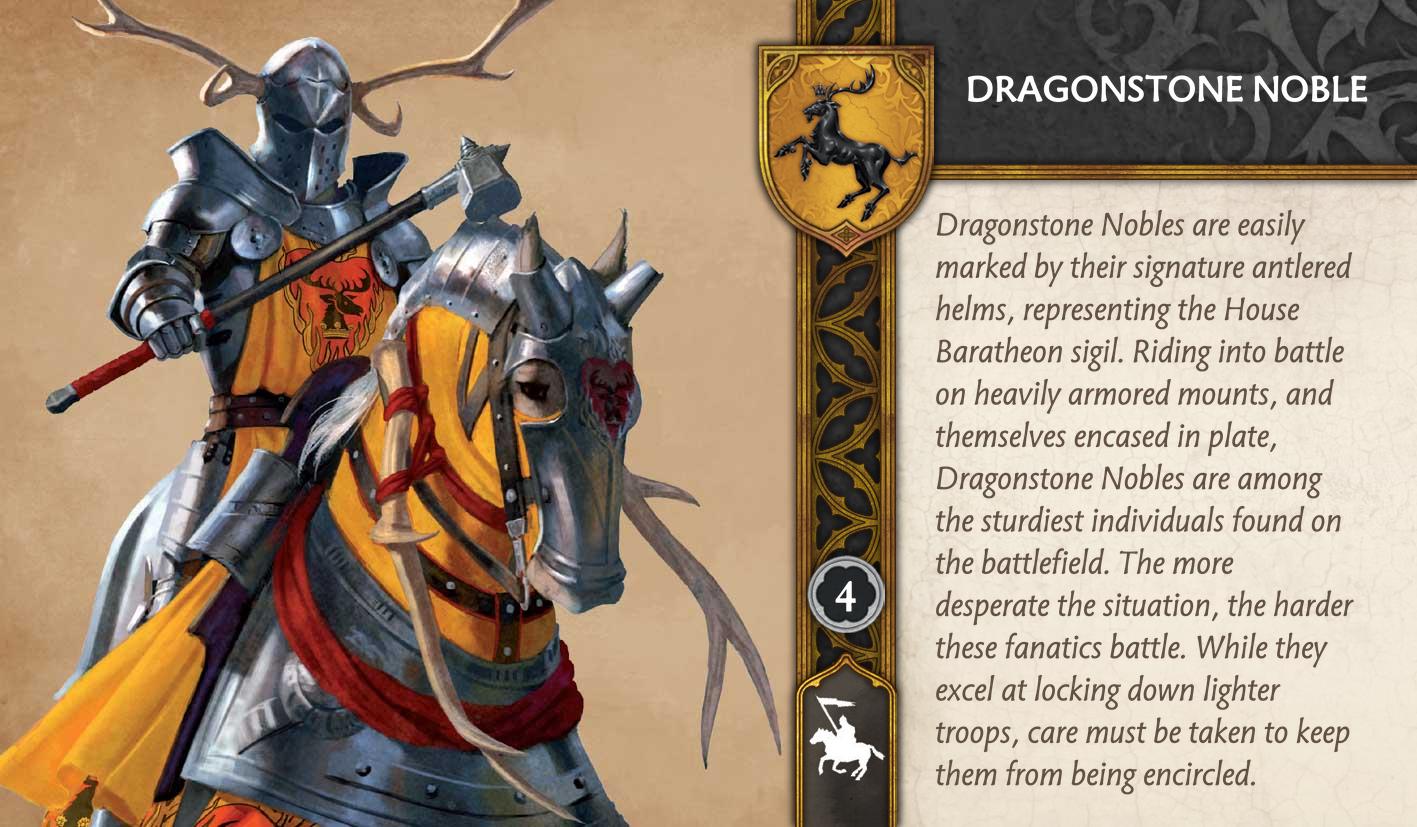 DRAGONSTONE NOBLE
Dragonstone Nobles are easily
marked by their signature antlered
helms, representing the House
Baratheon sigil. Riding into battle
on heavily armored mounts, and
themselves encased in plate,
Dragonstone Nobles are among
the sturdiest individuals found on
the battlefield. The more
desperate the situation, the harder
these fanatics battle. While they
excel at locking down lighter
troops, care must be taken to keep
them from being encircled.
4